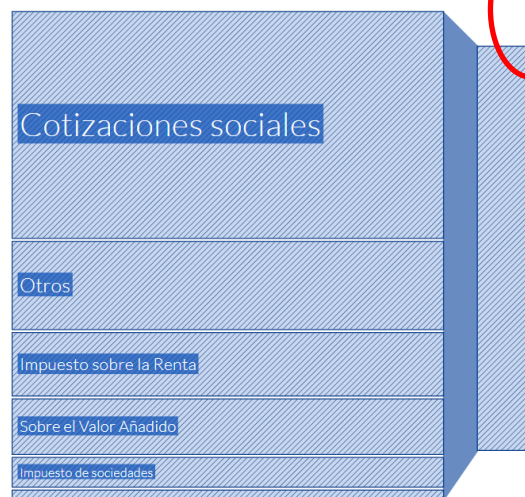 Cotizaciones sociales
Otros
Impuesto sobre la Renta
Sobre el Valor Añadido
Impuesto de sociedades